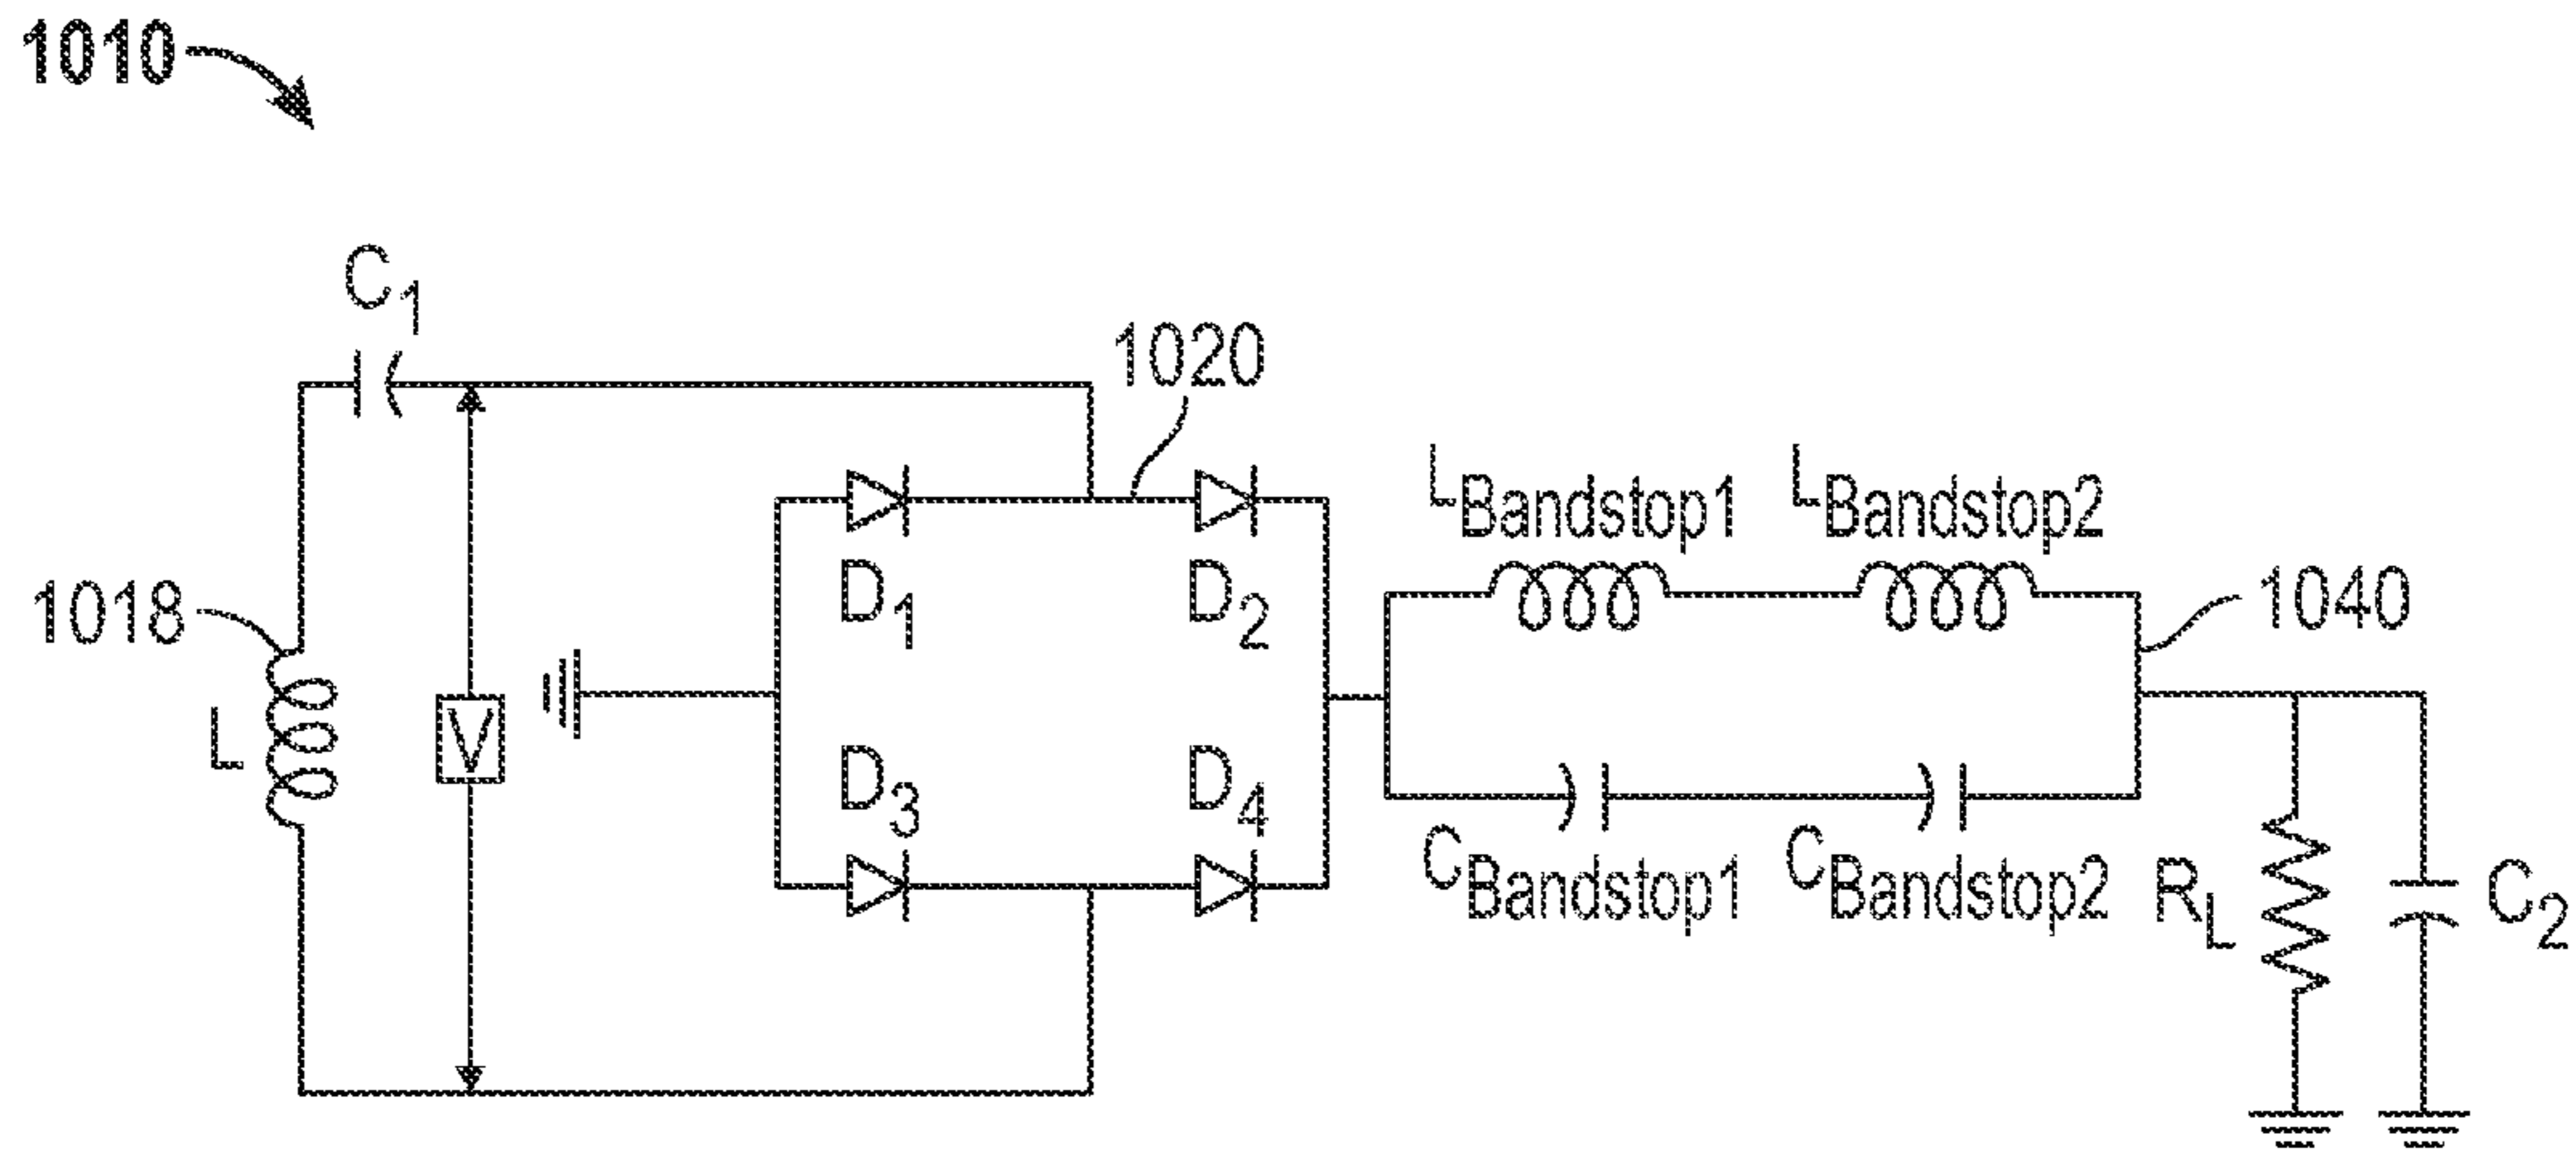 1010
C1
1020
LBandstop1 LBandstop2
1018
D1 D2
1040
L
V
D3 D4
CBandstop1 CBandstop2
RL
C2